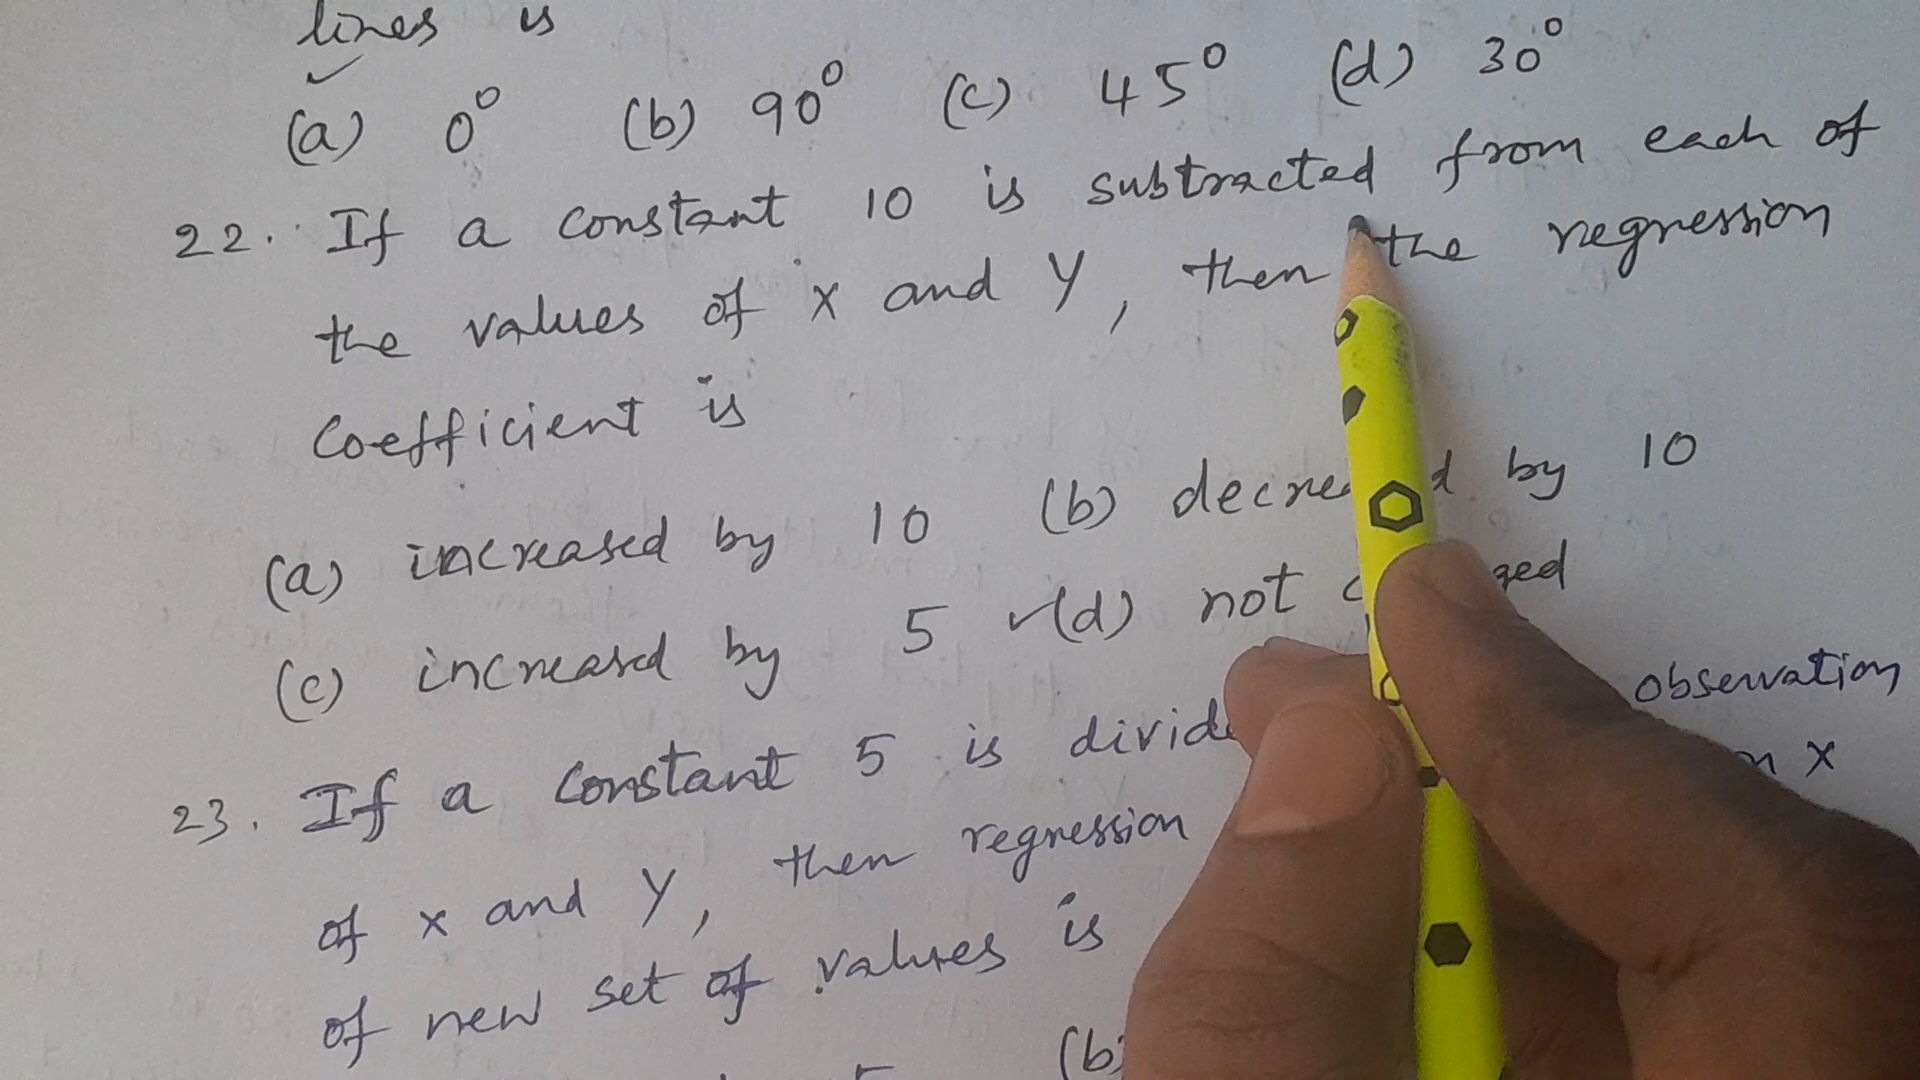 lines is
(a) 0° (b) 90° (c) 45° (d) 30°
22. If a constant 10 is subtracted from each of
the values of x and y, then the regression
Coefficient is
(a) increased by 10 (b) by 10
(c) increased by 5 (d) not
23. If a constant 5 is observation
of x and y, then regression x
of new set of values is
(b)